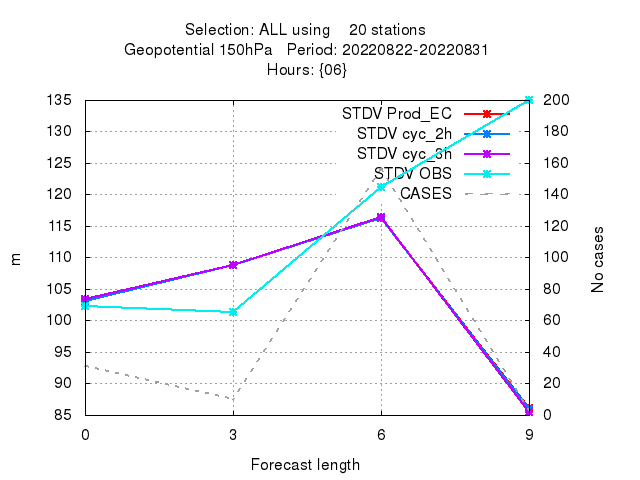 Selection: ALL using    20 stations
Geopotential 150hPa   Period: 20220822-20220831
Hours: {06}
STDV Prod_EC
STDV cyc_2h
STDV cyc_3h
STDV OBS
CASES
135
130
125
120
115
110
105
100
95
90
85
200
180
160
140
120
100
80
60
40
20
0
m
No cases
0 3 6 9
Forecast length